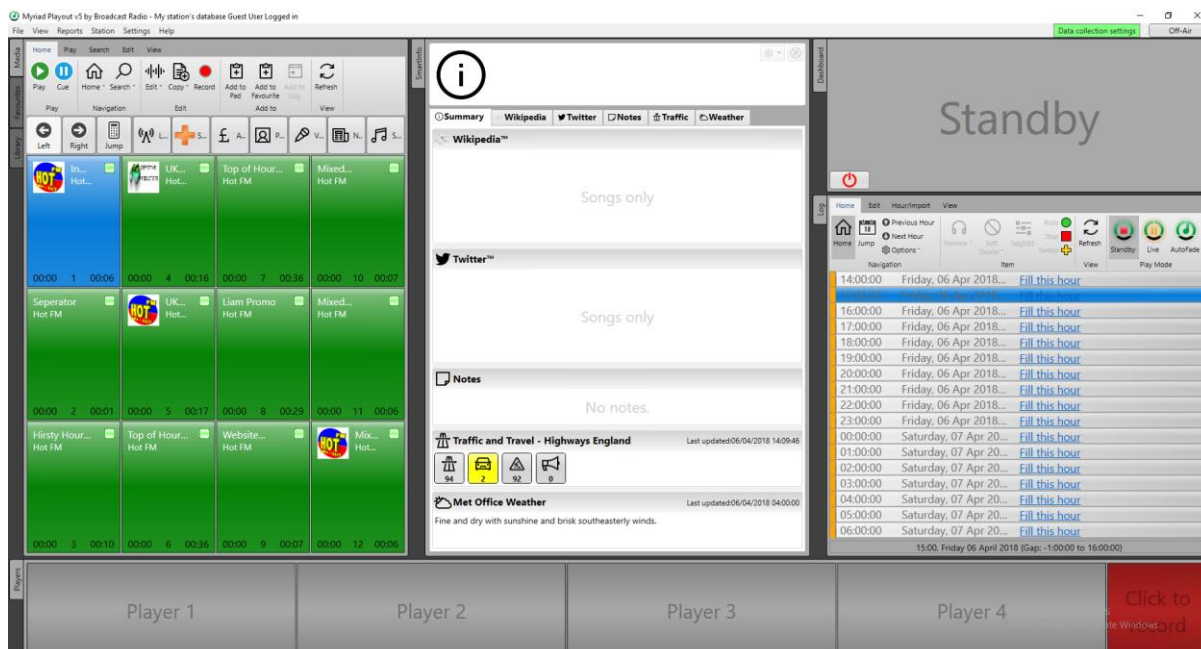 Myriad Playout v5 by Broadcast Radio - My station's database Guest User Logged in
File View Reports Station Settings Help
Data collection settings Off-Air
Media
Favourites
Library
Home Play Search Edit View
Play Cue Home Search Edit Copy Record Add to Pad Add to Favourite Add to Log Refresh
Play Navigation Edit Add to View
Left Right Jump L... S... A... P... V... N... S...
In... Hot...
00:00 1 00:06
UK... Hot...
00:00 4 00:16
Top of Hour... Hot FM
00:00 7 00:36
Mixed... Hot FM
00:00 10 00:07
Seperator Hot FM
00:00 2 00:01
UK... Hot...
00:00 5 00:17
Liam Promo Hot FM
00:00 8 00:29
Mixed... Hot FM
00:00 11 00:06
Hirsty Hour... Hot FM
00:00 3 00:10
Top of Hour... Hot FM
00:00 6 00:36
Website... Hot FM
00:00 9 00:07
Mix... Hot...
00:00 12 00:06
SmartInfo
Summary Wikipedia Twitter Notes Traffic Weather
Wikipedia™
Songs only
Twitter™
Songs only
Notes
No notes.
Traffic and Travel - Highways England Last updated:06/04/2018 14:09:46
94 2 92 0
Met Office Weather Last updated:06/04/2018 04:00:00
Fine and dry with sunshine and brisk southeasterly winds.
Dashboard
Standby
Log
Home Edit Hour/Import View
Home Jump Previous Hour Next Hour Options Preview Soft Delete SegEdit Auto Stop Sweep Refresh Standby Live AutoFade
Navigation Item View Play Mode
14:00:00 Friday, 06 Apr 2018... Fill this hour
16:00:00 Friday, 06 Apr 2018... Fill this hour
17:00:00 Friday, 06 Apr 2018... Fill this hour
18:00:00 Friday, 06 Apr 2018... Fill this hour
19:00:00 Friday, 06 Apr 2018... Fill this hour
20:00:00 Friday, 06 Apr 2018... Fill this hour
21:00:00 Friday, 06 Apr 2018... Fill this hour
22:00:00 Friday, 06 Apr 2018... Fill this hour
23:00:00 Friday, 06 Apr 2018... Fill this hour
00:00:00 Saturday, 07 Apr 20... Fill this hour
01:00:00 Saturday, 07 Apr 20... Fill this hour
02:00:00 Saturday, 07 Apr 20... Fill this hour
03:00:00 Saturday, 07 Apr 20... Fill this hour
04:00:00 Saturday, 07 Apr 20... Fill this hour
05:00:00 Saturday, 07 Apr 20... Fill this hour
06:00:00 Saturday, 07 Apr 20... Fill this hour
15:00, Friday 06 April 2018 (Gap: -1:00:00 to 16:00:00)
Players
Player 1
Player 2
Player 3
Player 4
Click to record